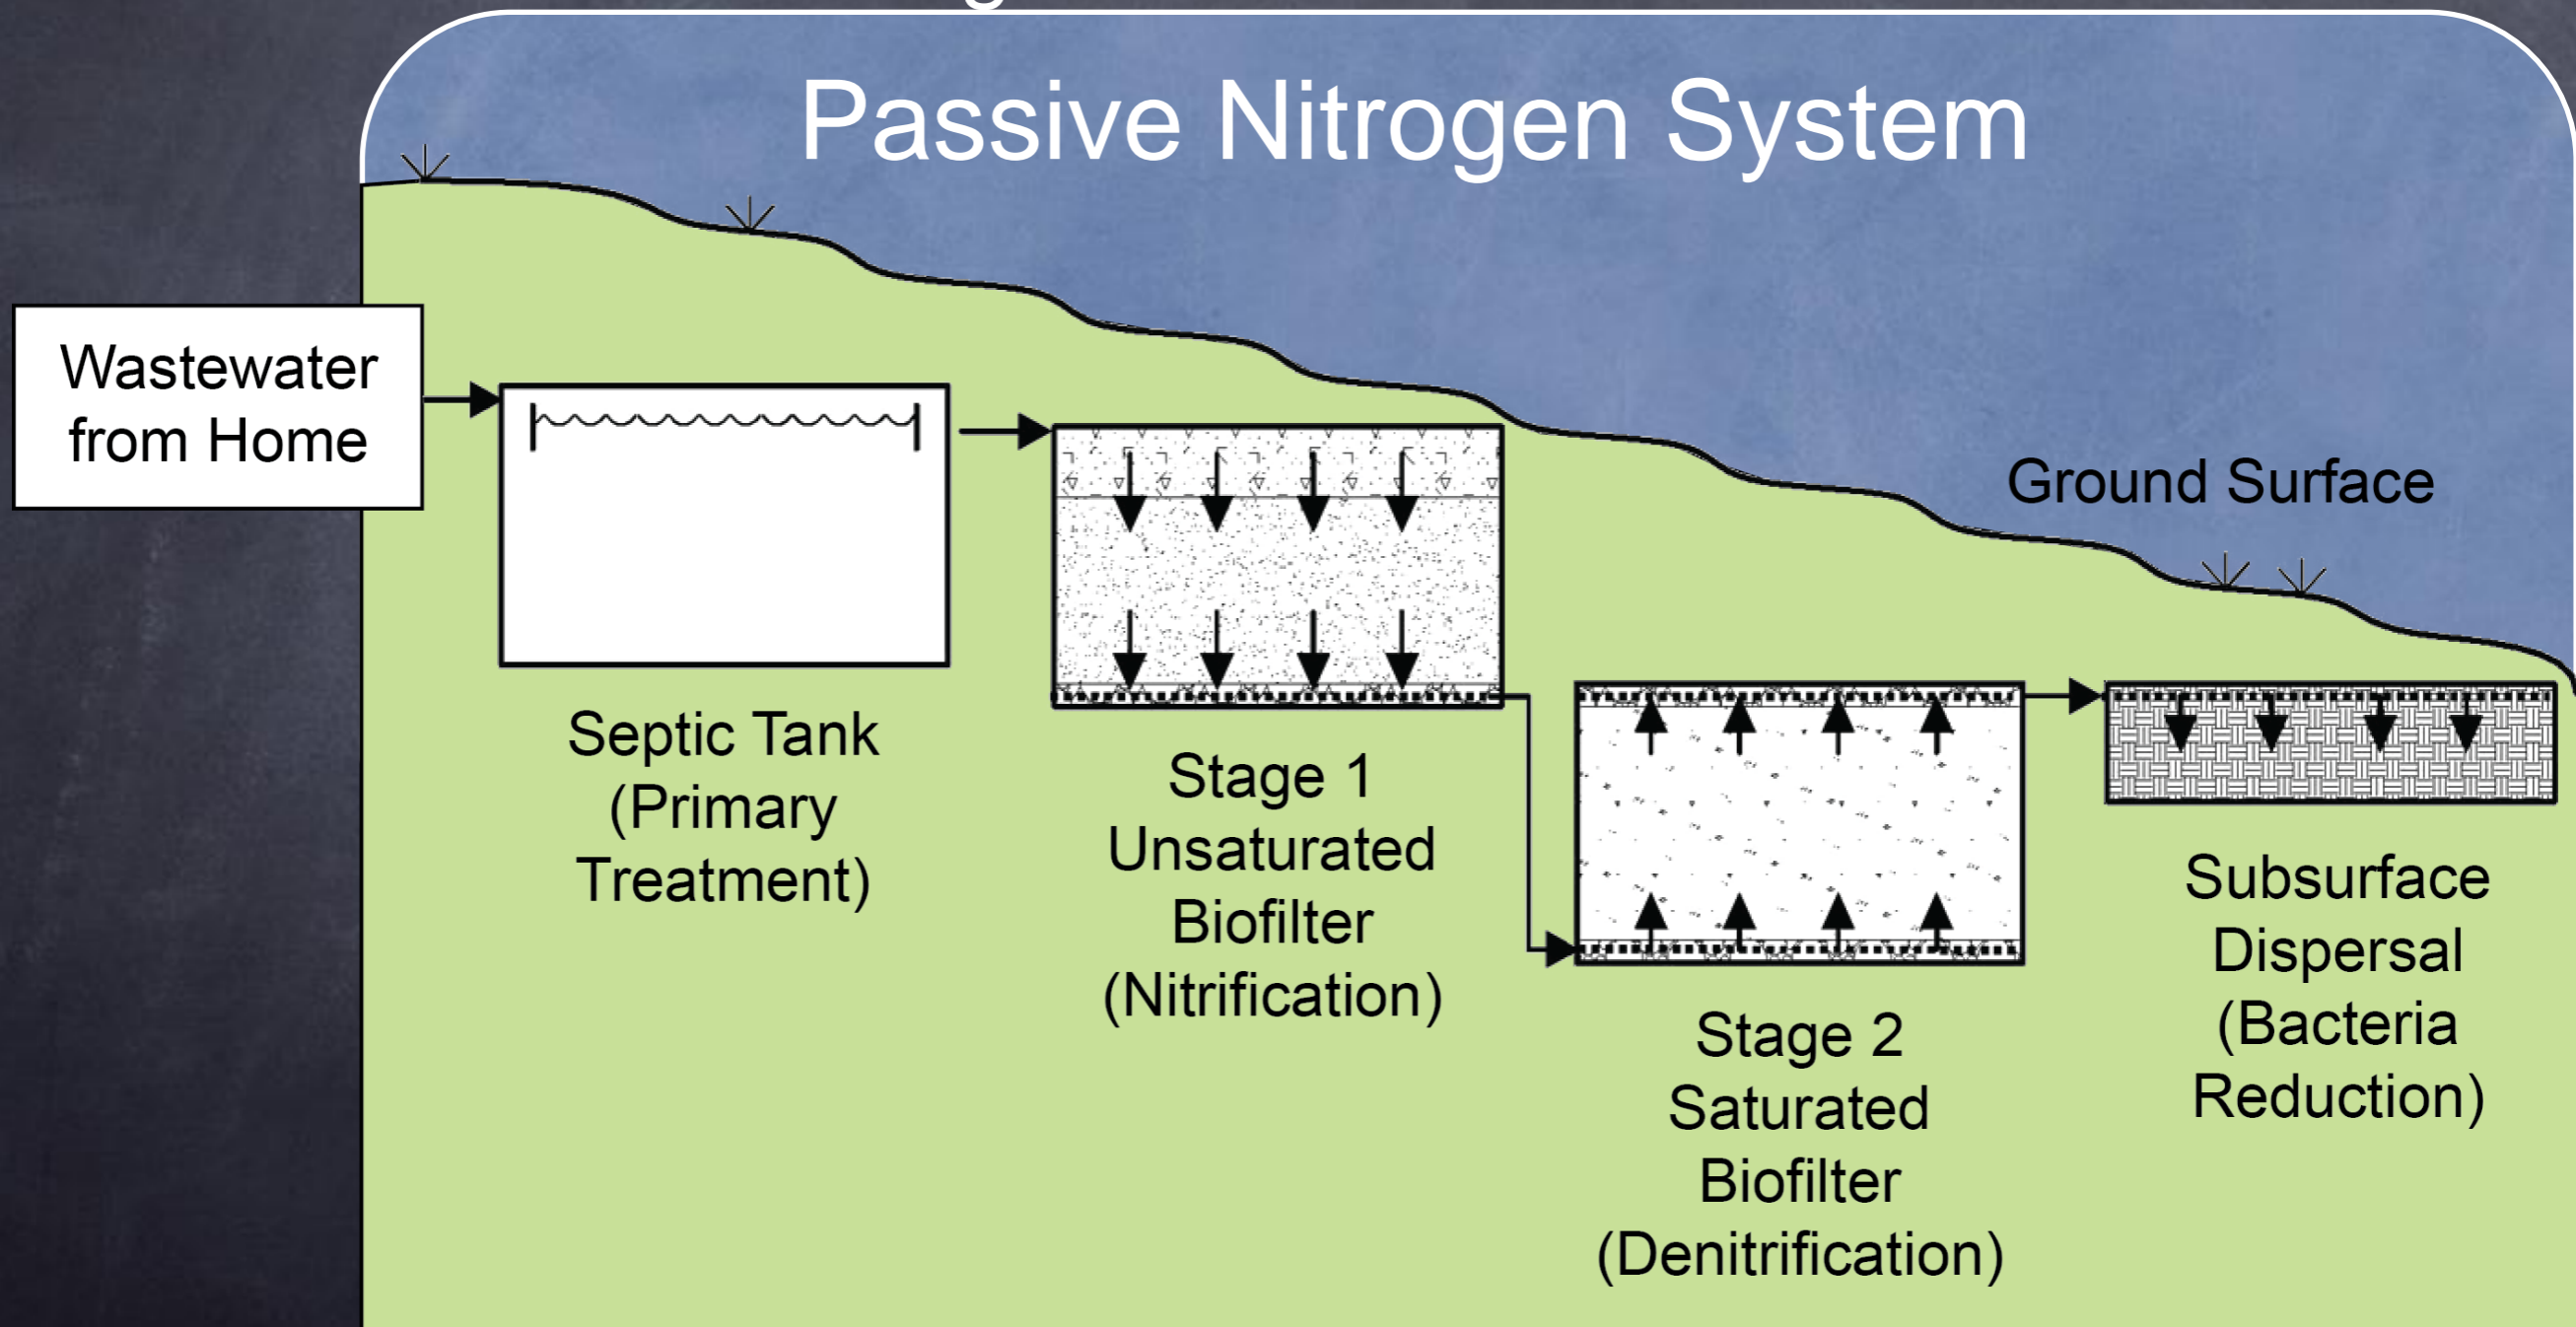 Passive Nitrogen System
Wastewater
from Home
Ground Surface
Septic Tank
(Primary
Treatment)
Stage 1
Unsaturated
Biofilter
(Nitrification)
Stage 2
Saturated
Biofilter
(Denitrification)
Subsurface
Dispersal
(Bacteria
Reduction)